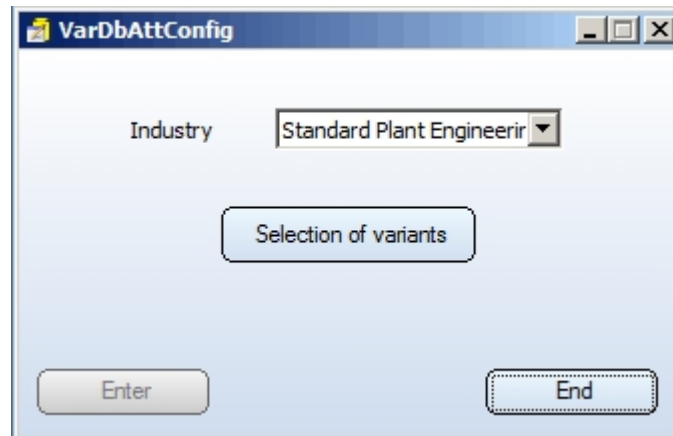 VarDbAttConfig
Industry
Standard Plant Engineerir
Selection of variants
Enter
End